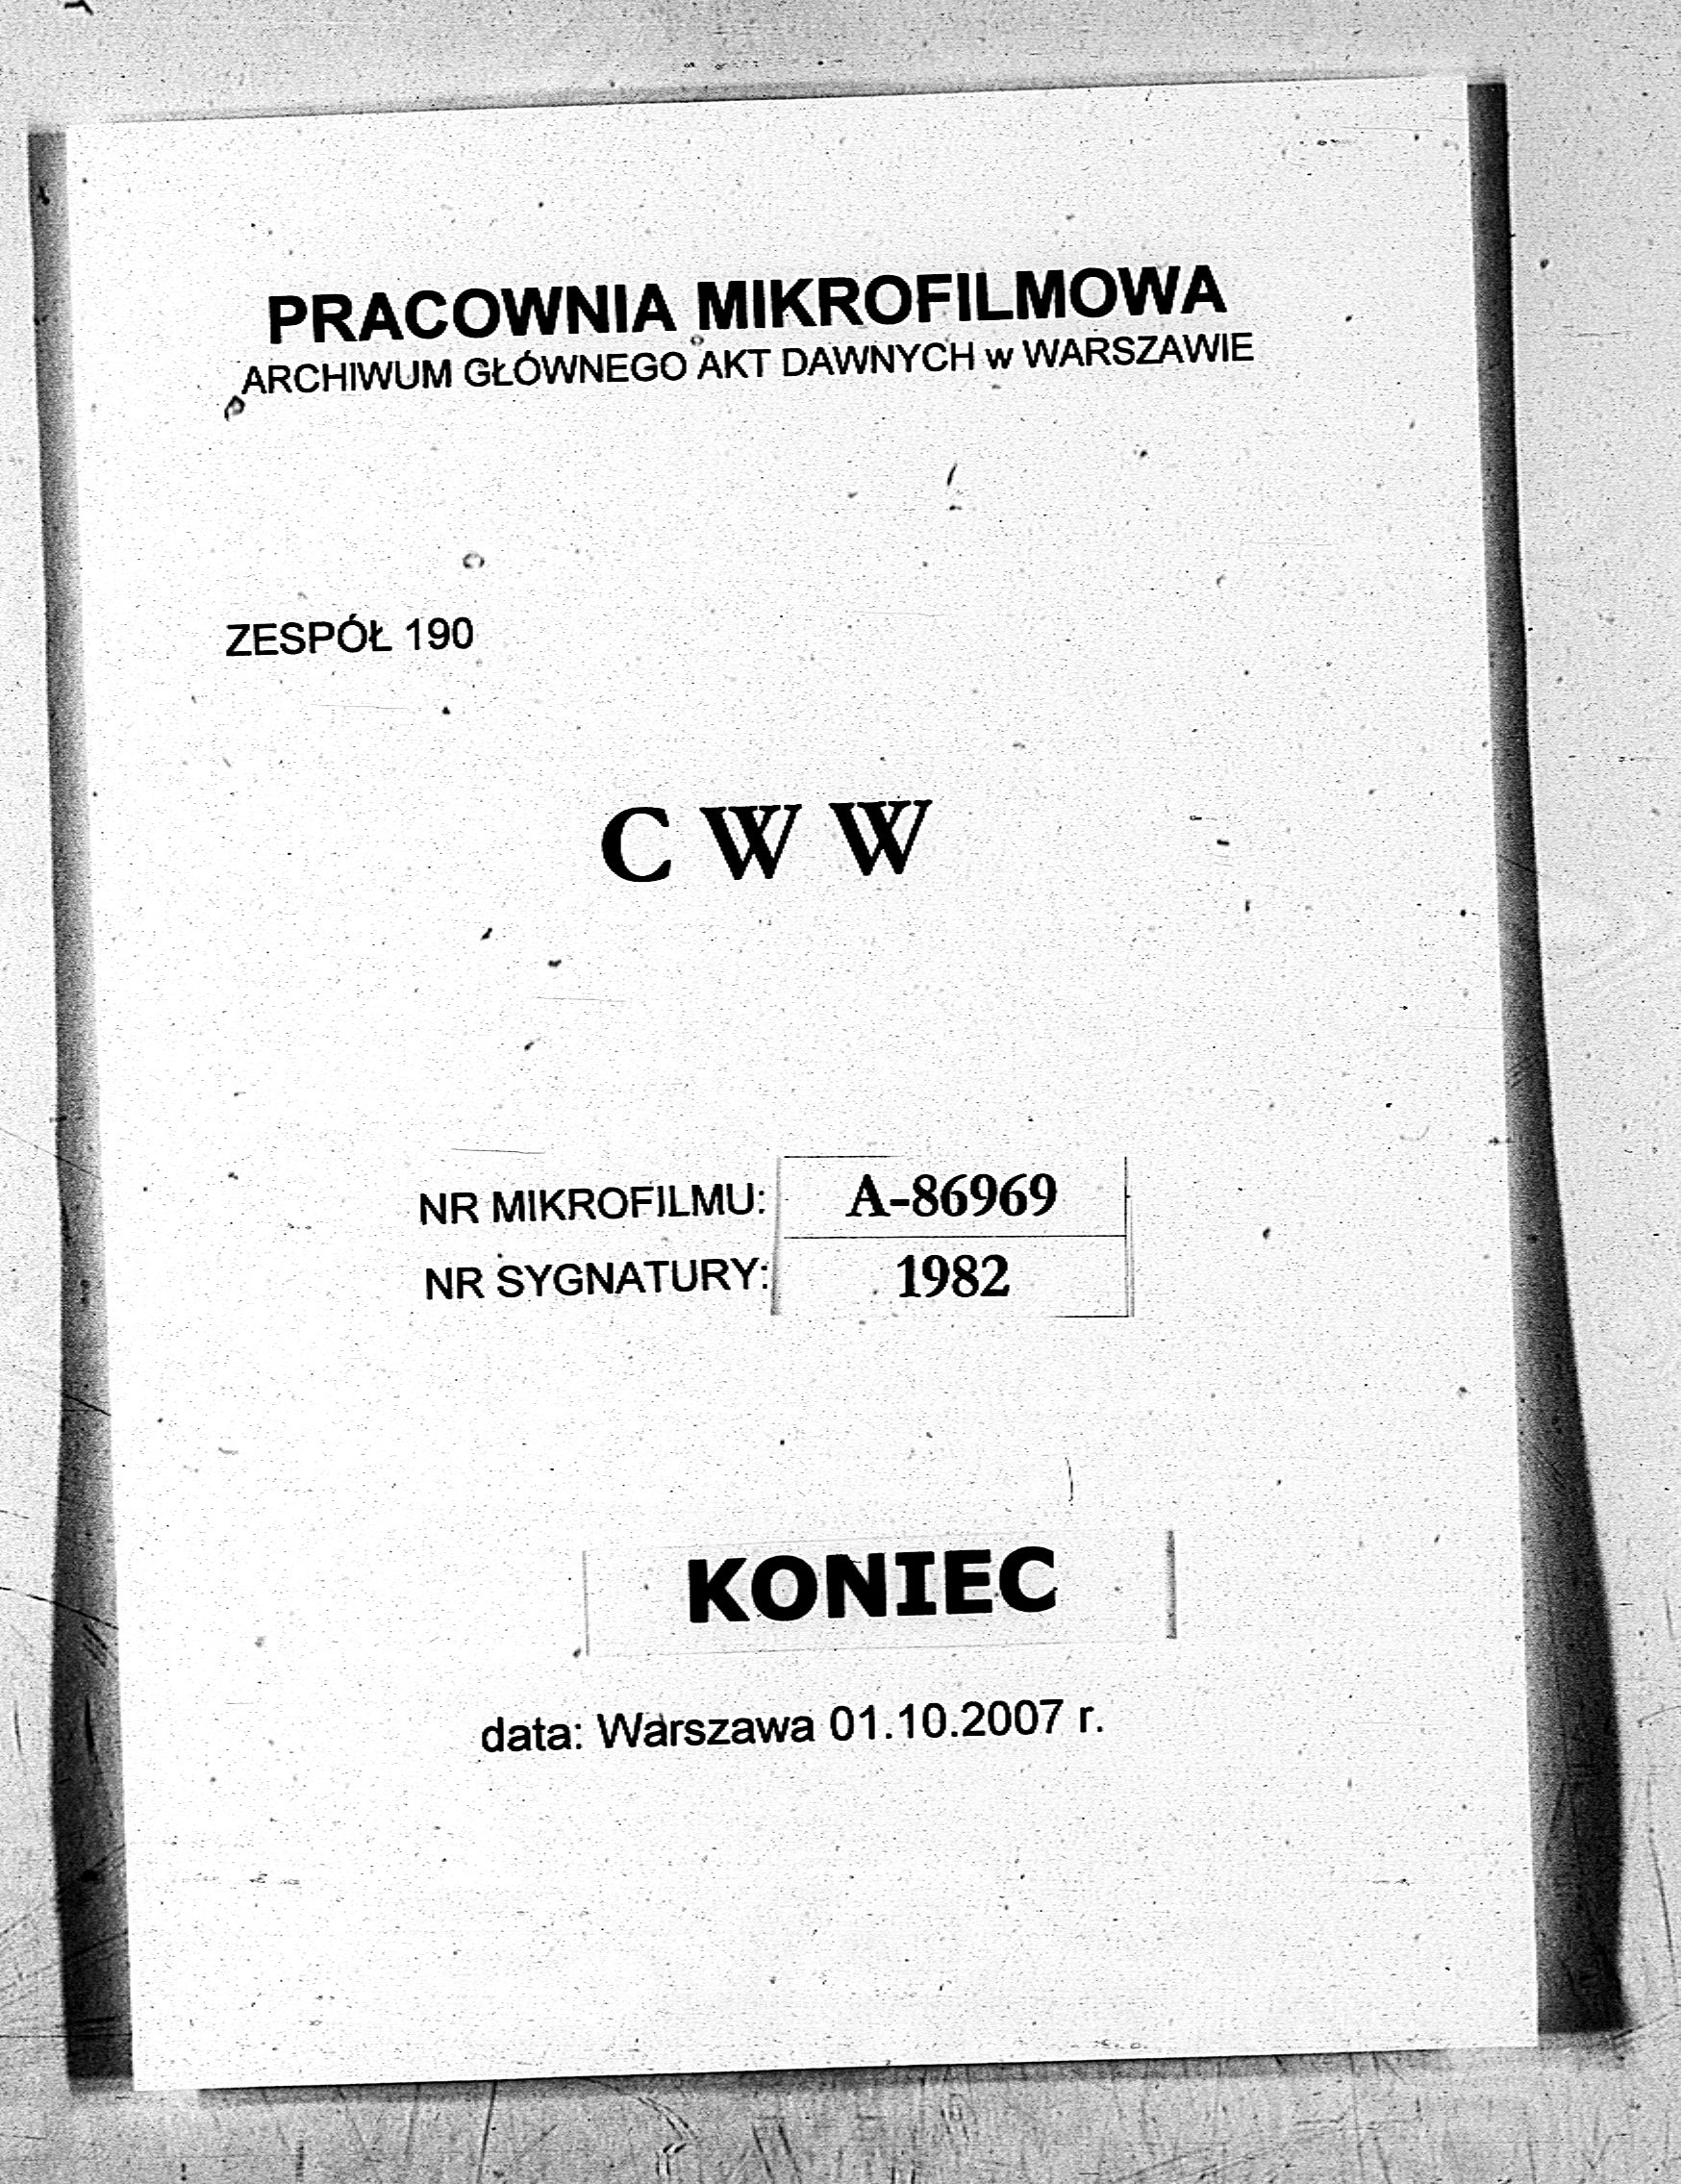 PRACOWNIA MIKROFILMOWA
ARCHIWUM GŁÓWNEGO AKT DAWNYCH w WARSZAWIE
ZESPÓŁ 190
C W W
NR MIKROFILMU: A-86969
NR SYGNATURY: 1982
KONIEC
data: Warszawa 01.10.2007 r.